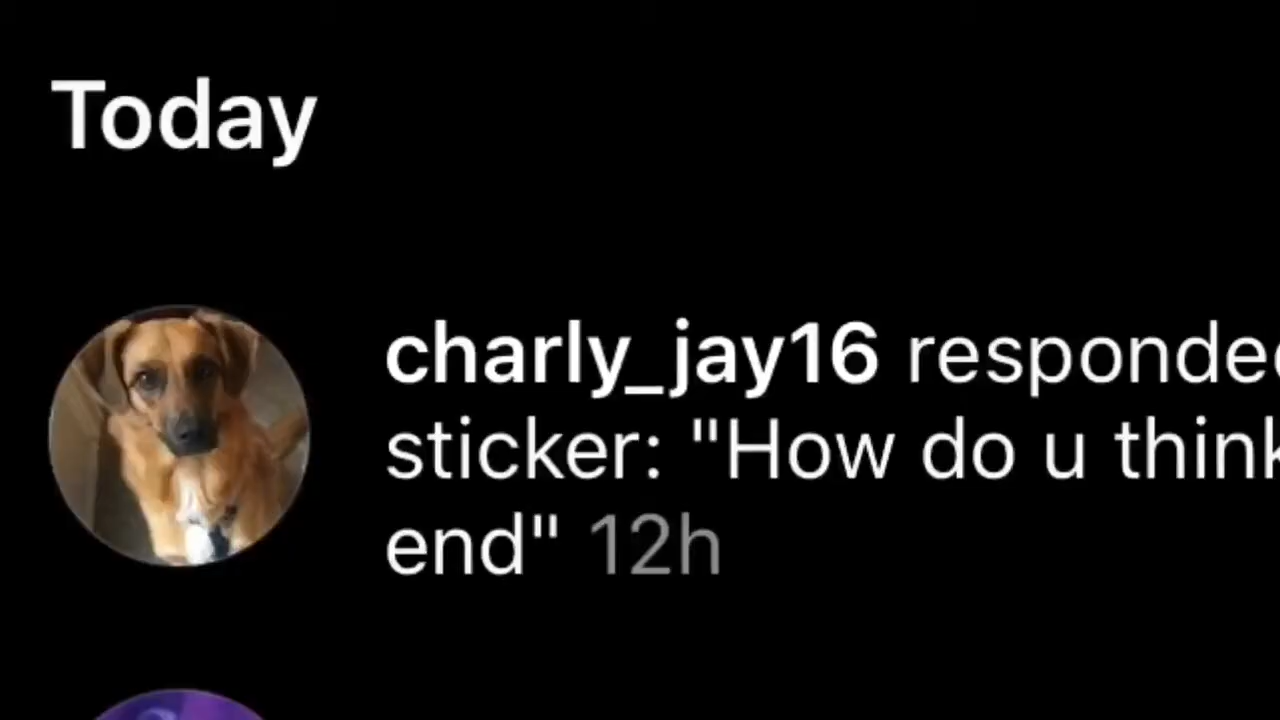 Today
charly_jay16 responded
sticker: "How do u think
end" 12h